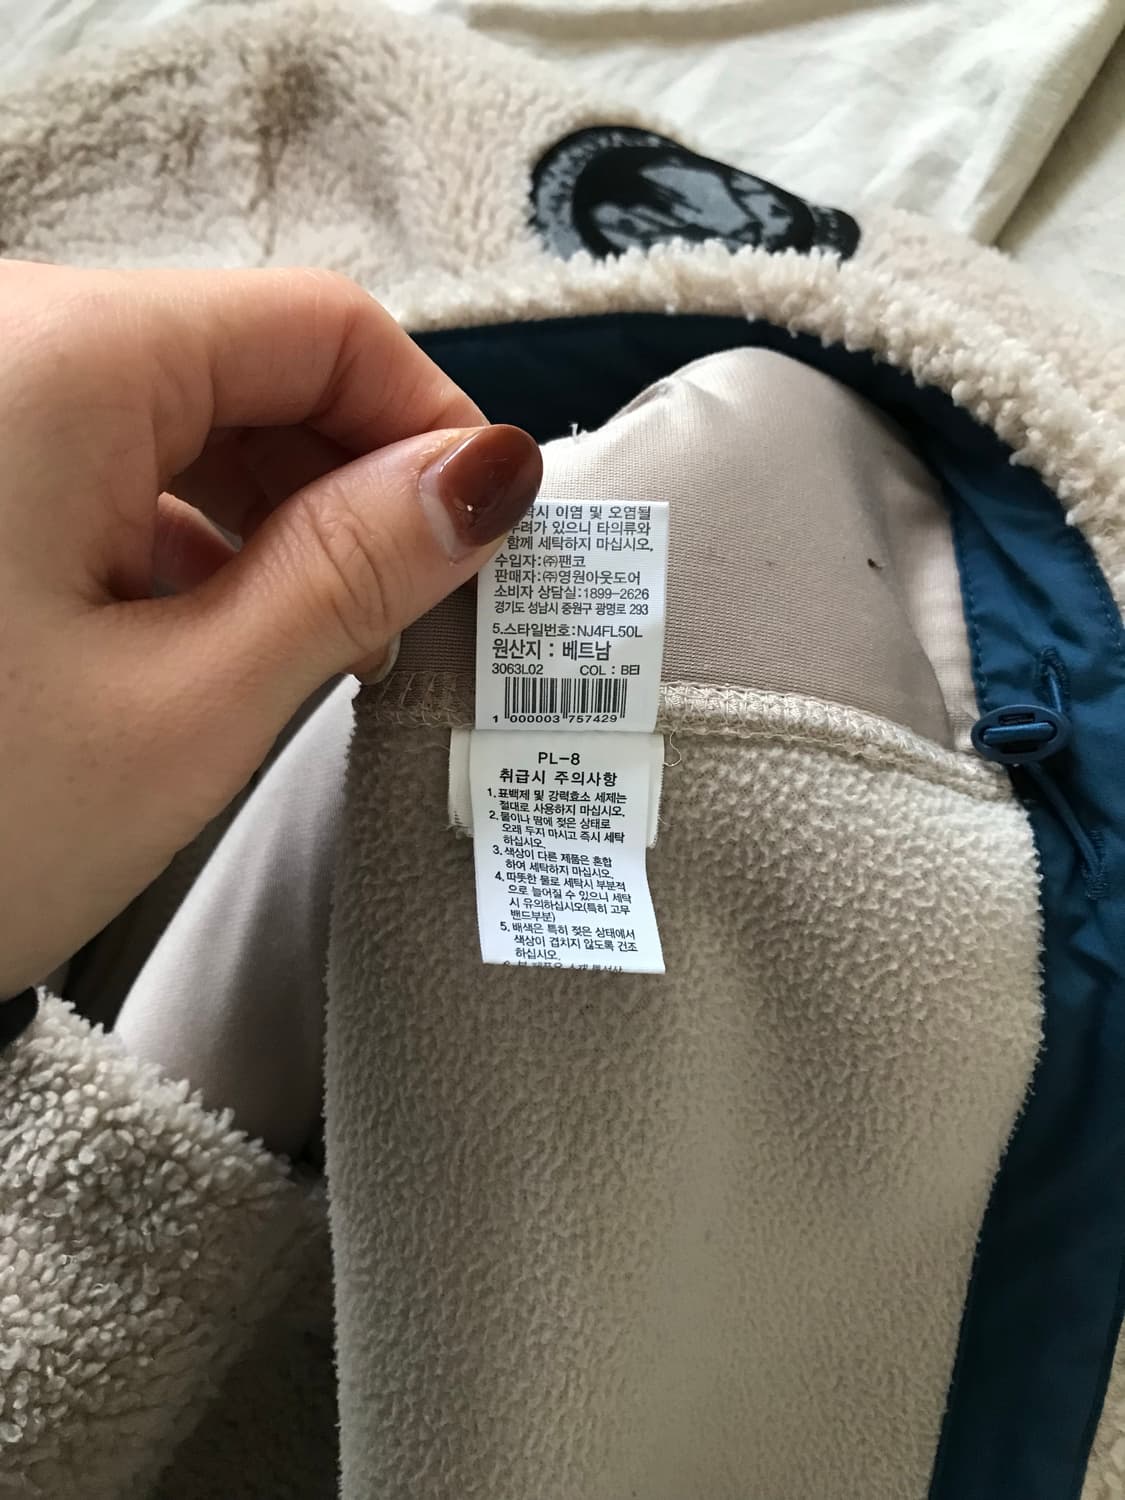 시 이염 및 오염될
우려가 있으니 타의류와
함께 세탁하지 마십시오.
수입자:㈜팬코
판매자:㈜영원아웃도어
소비자 상담실:1899-2626
경기도 성남시 중원구 광명로 293
5.스타일번호:NJ4FL50L
원산지 : 베트남
3063L02 COL : BEI
1 000003 757429
PL-8
취급시 주의사항
1.표백제 및 강력효소 세제는
절대로 사용하지 마십시오.
2.물이나 땀에 젖은 상태로
오래 두지 마시고 즉시 세탁
하십시오.
3.색상이 다른 제품은 혼합
하여 세탁하지 마십시오.
4.따뜻한 물로 세탁시 부분적
으로 늘어질 수 있으니 세탁
시 유의하십시오(특히 고무
밴드부분)
5.배색은 특히 젖은 상태에서
색상이 겹치지 않도록 건조
하십시오.